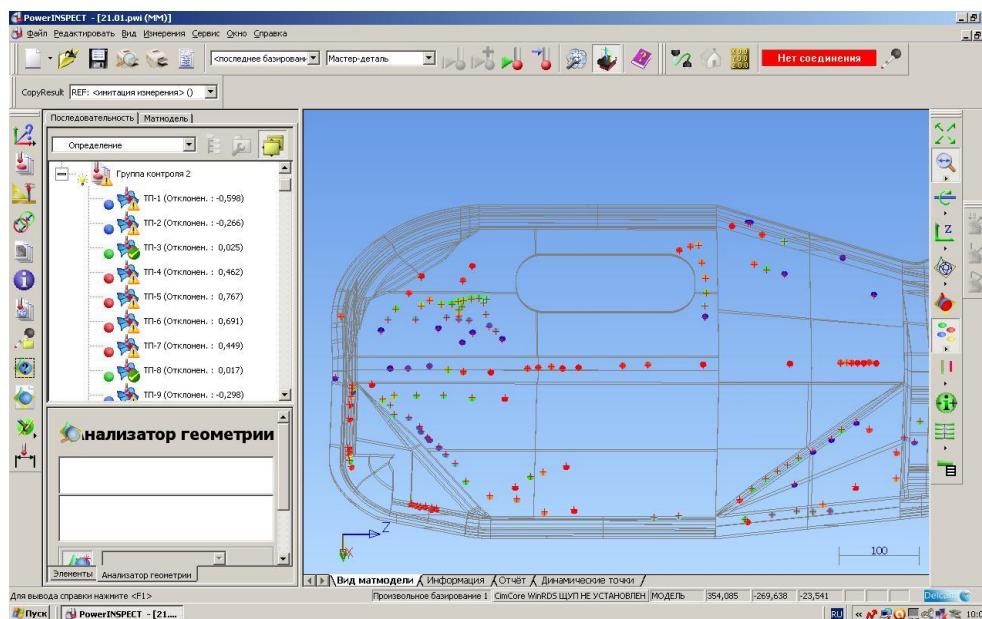 PowerINSPECT - [21.01.pwi (MM)]
Файл Редактировать Вид Измерения Сервис Окно Справка
<последнее базирован Мастер-деталь Нет соединения
CopyResult REF: <имитация измерения> ()
Последовательность Матмодель
Определение
Группа контроля 2
ТП-1 (Отклонен. : -0,598)
ТП-2 (Отклонен. : -0,266)
ТП-3 (Отклонен. : 0,025)
ТП-4 (Отклонен. : 0,462)
ТП-5 (Отклонен. : 0,767)
ТП-6 (Отклонен. : 0,691)
ТП-7 (Отклонен. : 0,449)
ТП-8 (Отклонен. : 0,017)
ТП-9 (Отклонен. : -0,298)
нализатор геометрии
Z
X
100
Элементы Анализатор геометрии
Вид матмодели Информация Отчёт Динамические точки
Для вывода справки нажмите <F1> Произвольное базирование 1 CimCore WinRDS ЩУП НЕ УСТАНОВЛЕН МОДЕЛЬ 354,085 -269,638 -23,541 Delcam
Пуск PowerINSPECT - [21.... RU 10:0